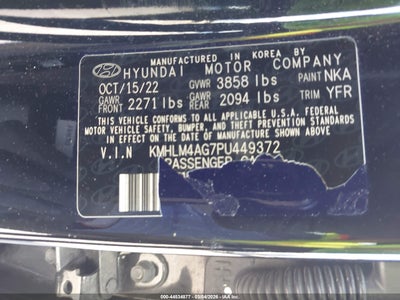 MANUFACTURED IN KOREA BY
HYUNDAI MOTOR COMPANY
OCT/15/22 GVWR 3858 lbs PAINT NKA
GAWR FRONT 2271 lbs GAWR REAR 2094 lbs TRIM YFR
THIS VEHICLE CONFORMS TO ALL APPLICABLE U.S.A. FEDERAL
MOTOR VEHICLE SAFETY, BUMPER, AND THEFT PREVENTION STANDARDS
IN EFFECT ON THE DATE OF MANUFACTURE SHOWN ABOVE.
V.I.N KMHLM4AG7PU449372
PASSENGER CAR
000-44534877 - 03/04/2026 - IAA Inc.